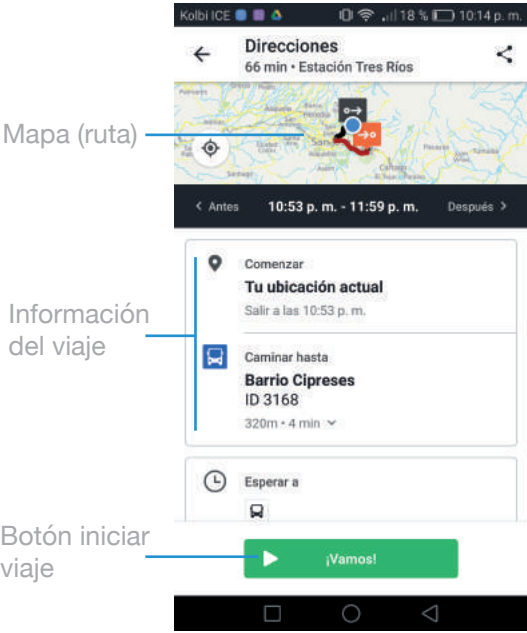 Kolbi ICE 18 % 10:14 p. m.
Direcciones
66 min • Estación Tres Ríos
Mapa (ruta)
< Antes 10:53 p. m. - 11:59 p. m. Después >
Información
del viaje
Comenzar
Tu ubicación actual
Salir a las 10:53 p. m.
Caminar hasta
Barrio Cipreses
ID 3168
320m • 4 min
Esperar a
Botón iniciar
viaje
¡Vamos!